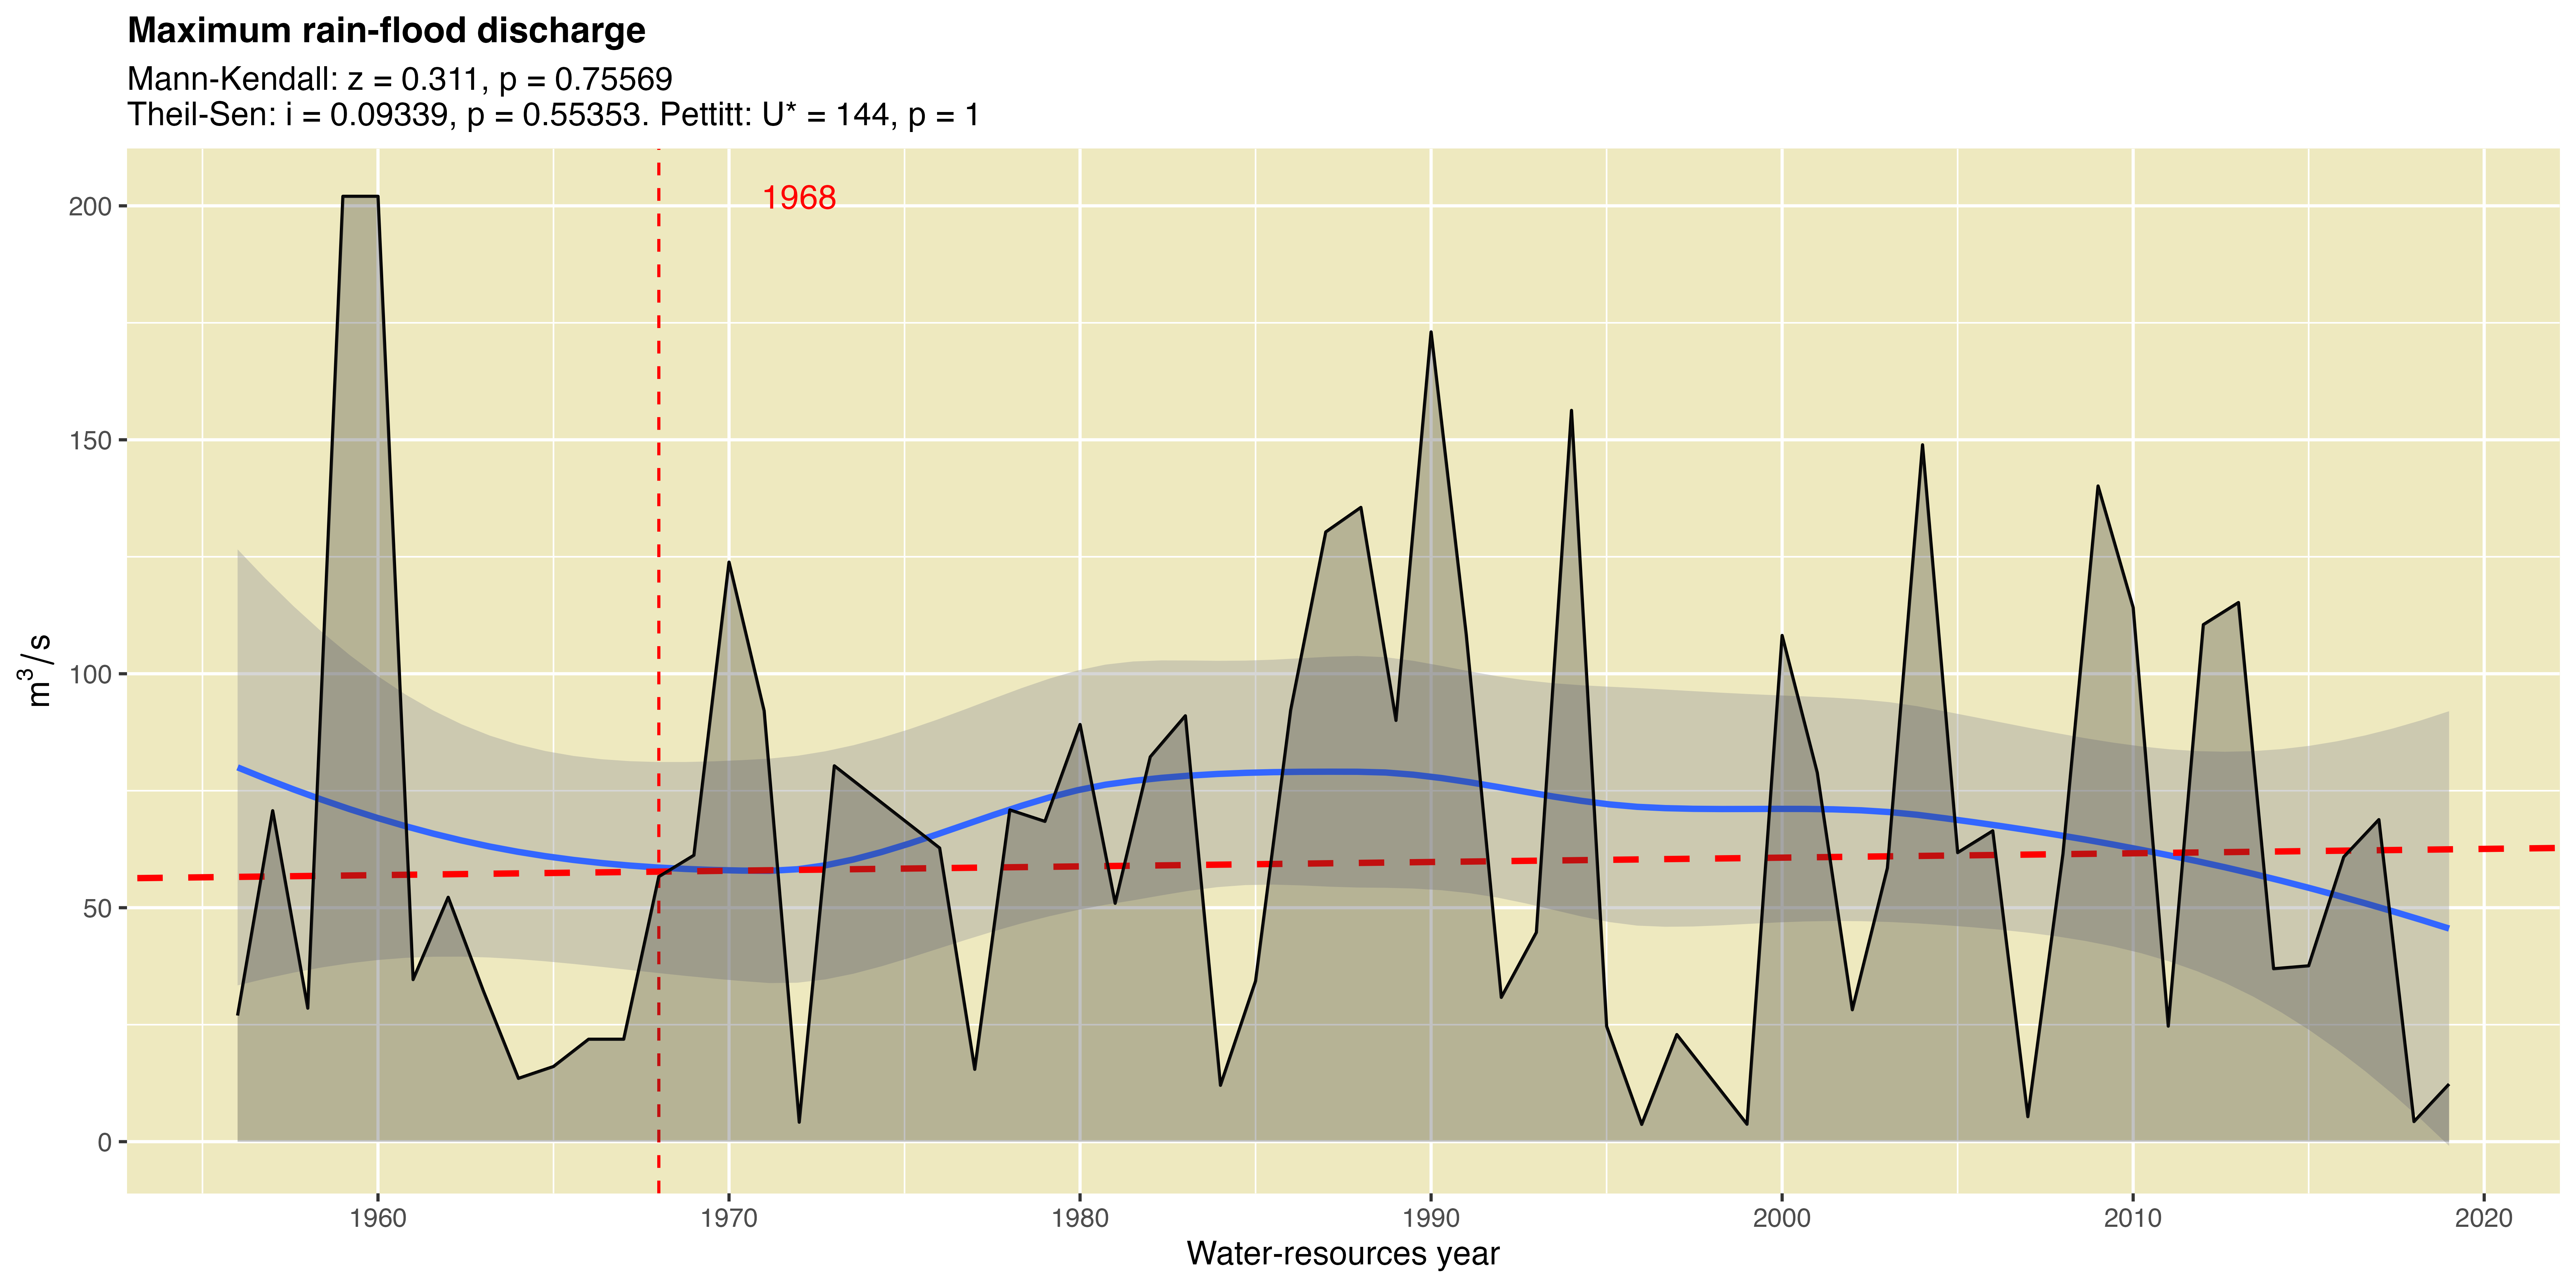 Maximum rain-flood discharge
Mann-Kendall: z = 0.311, p = 0.75569
Theil-Sen: i = 0.09339, p = 0.55353. Pettitt: U* = 144, p = 1
1968
200
150
100
50
0
m³/s
1960 1970 1980 1990 2000 2010 2020
Water-resources year